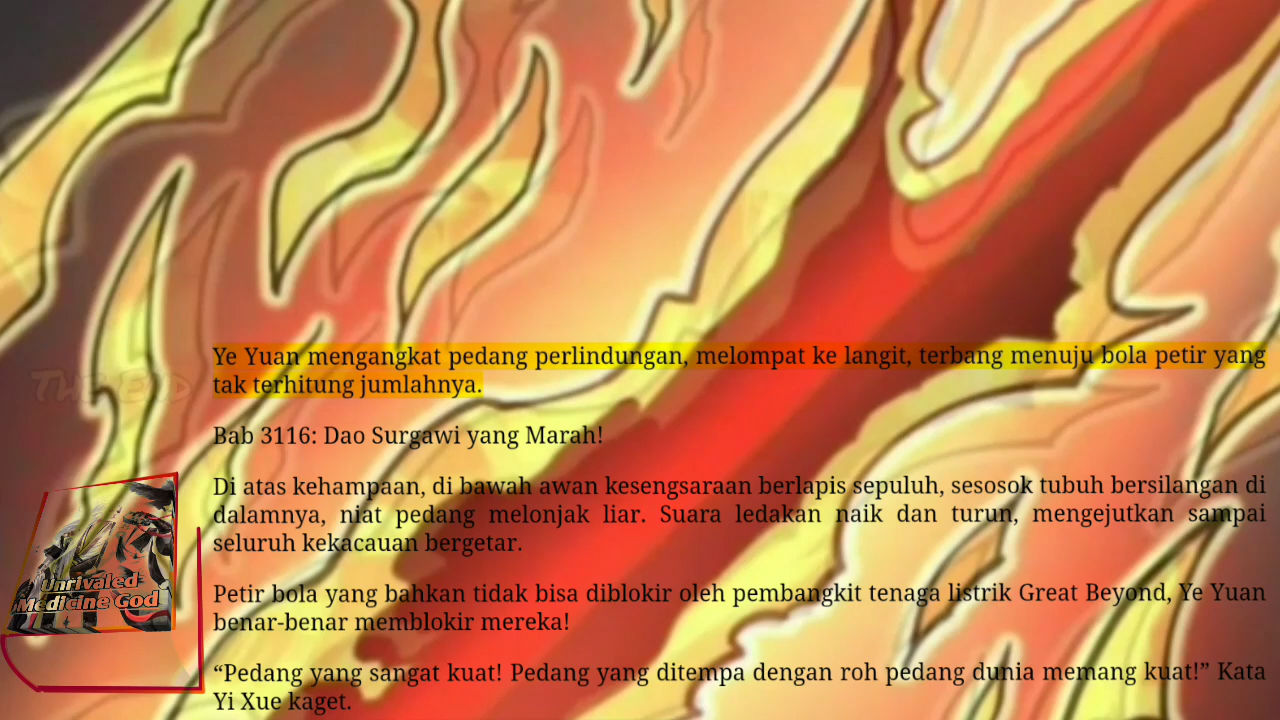 Ye Yuan mengangkat pedang perlindungan, melompat ke langit, terbang menuju bola petir yang
tak terhitung jumlahnya.
Bab 3116: Dao Surgawi yang Marah!
Di atas kehampaan, di bawah awan kesengsaraan berlapis sepuluh, sesosok tubuh bersilangan di
dalamnya, niat pedang melonjak liar. Suara ledakan naik dan turun, mengejutkan sampai
seluruh kekacauan bergetar.
Petir bola yang bahkan tidak bisa diblokir oleh pembangkit tenaga listrik Great Beyond, Ye Yuan
benar-benar memblokir mereka!
“Pedang yang sangat kuat! Pedang yang ditempa dengan roh pedang dunia memang kuat!” Kata
Yi Xue kaget.
Unrivaled
Medicine God